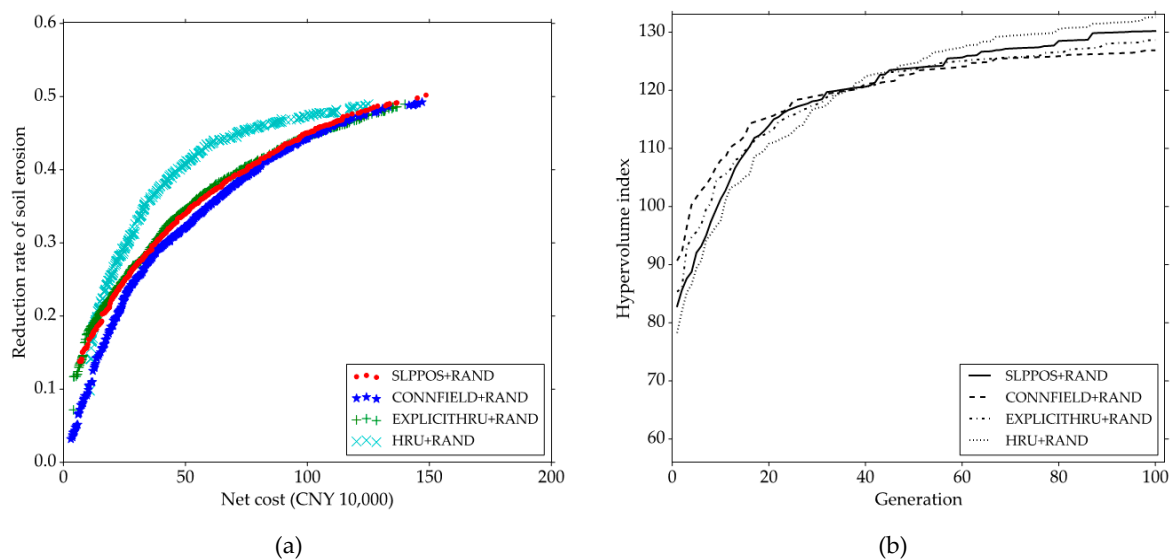 0.6
0.5
0.4
0.3
0.2
0.1
0.0
Reduction rate of soil erosion
SLPPOS+RAND
CONNFIELD+RAND
EXPLICITHRU+RAND
HRU+RAND
0 50 100 150 200
Net cost (CNY 10,000)
(a)
130
120
110
100
90
80
70
60
Hypervolume index
SLPPOS+RAND
CONNFIELD+RAND
EXPLICITHRU+RAND
HRU+RAND
0 20 40 60 80 100
Generation
(b)